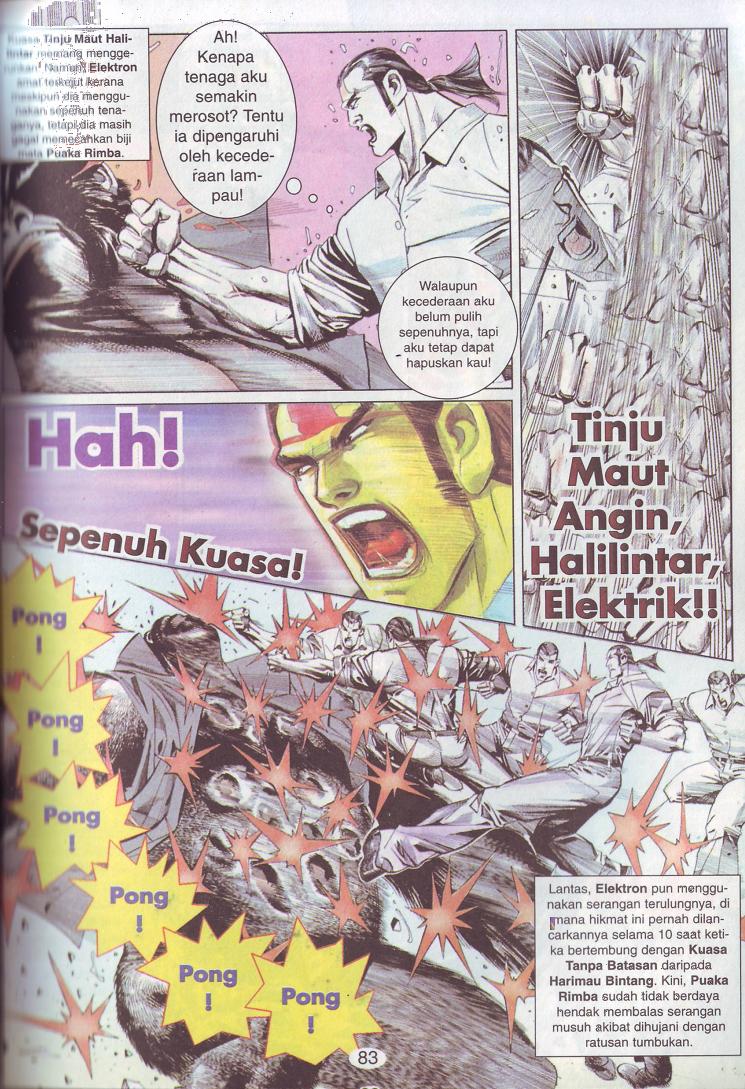 Kuasa Tinju Maut Hali-
lintar memang mengge-
runkan! Namun, Elektron
amat terkejut kerana
meskipun dia menggu-
nakan sepenuh tena-
ganya, tetapi dia masih
gagal memecahkan biji
mata Puaka Rimba.
Ah!
Kenapa
tenaga aku
semakin
merosot? Tentu
ia dipengaruhi
oleh kecede-
raan lam-
pau!
Walaupun
kecederaan aku
belum pulih
sepenuhnya, tapi
aku tetap dapat
hapuskan kau!
Tinju
Maut
Angin,
Halilintar,
Elektrik!!
Hah!
Sepenuh Kuasa!
Pong
!
Pong
!
Pong
!
Pong
!
Pong
!
Pong
!
Lantas, Elektron pun menggu-
nakan serangan terulungnya, di
mana hikmat ini pernah dilan-
carkannya selama 10 saat keti-
ka bertembung dengan Kuasa
Tanpa Batasan daripada
Harimau Bintang. Kini, Puaka
Rimba sudah tidak berdaya
hendak membalas serangan
musuh akibat dihujani dengan
ratusan tumbukan.
83